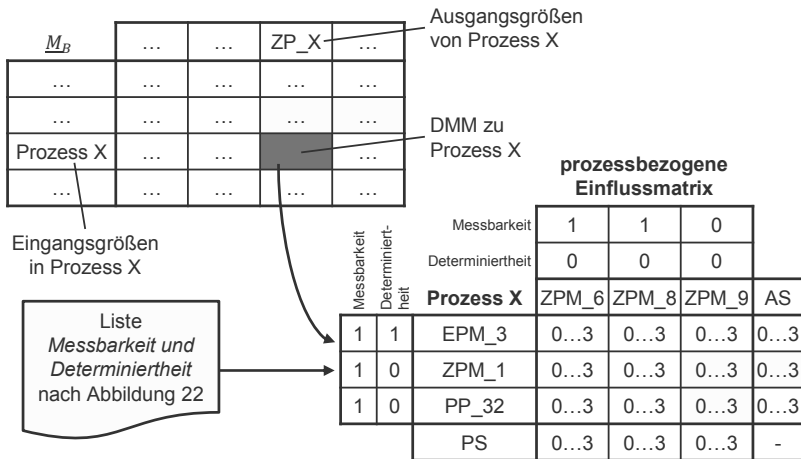 Ausgangsgrößen
von Prozess X
M_B … … ZP_X …
… … … … …
… … … … …
Prozess X … … …
… … … … …
DMM zu
Prozess X
Eingangsgrößen
in Prozess X
prozessbezogene
Einflussmatrix
Messbarkeit 1 1 0
Determiniertheit 0 0 0
Messbarkeit
Determiniert-
heit
Prozess X ZPM_6 ZPM_8 ZPM_9 AS
1 1 EPM_3 0…3 0…3 0…3 0…3
1 0 ZPM_1 0…3 0…3 0…3 0…3
1 0 PP_32 0…3 0…3 0…3 0…3
PS 0…3 0…3 0…3 -
Liste
Messbarkeit und
Determiniertheit
nach Abbildung 22